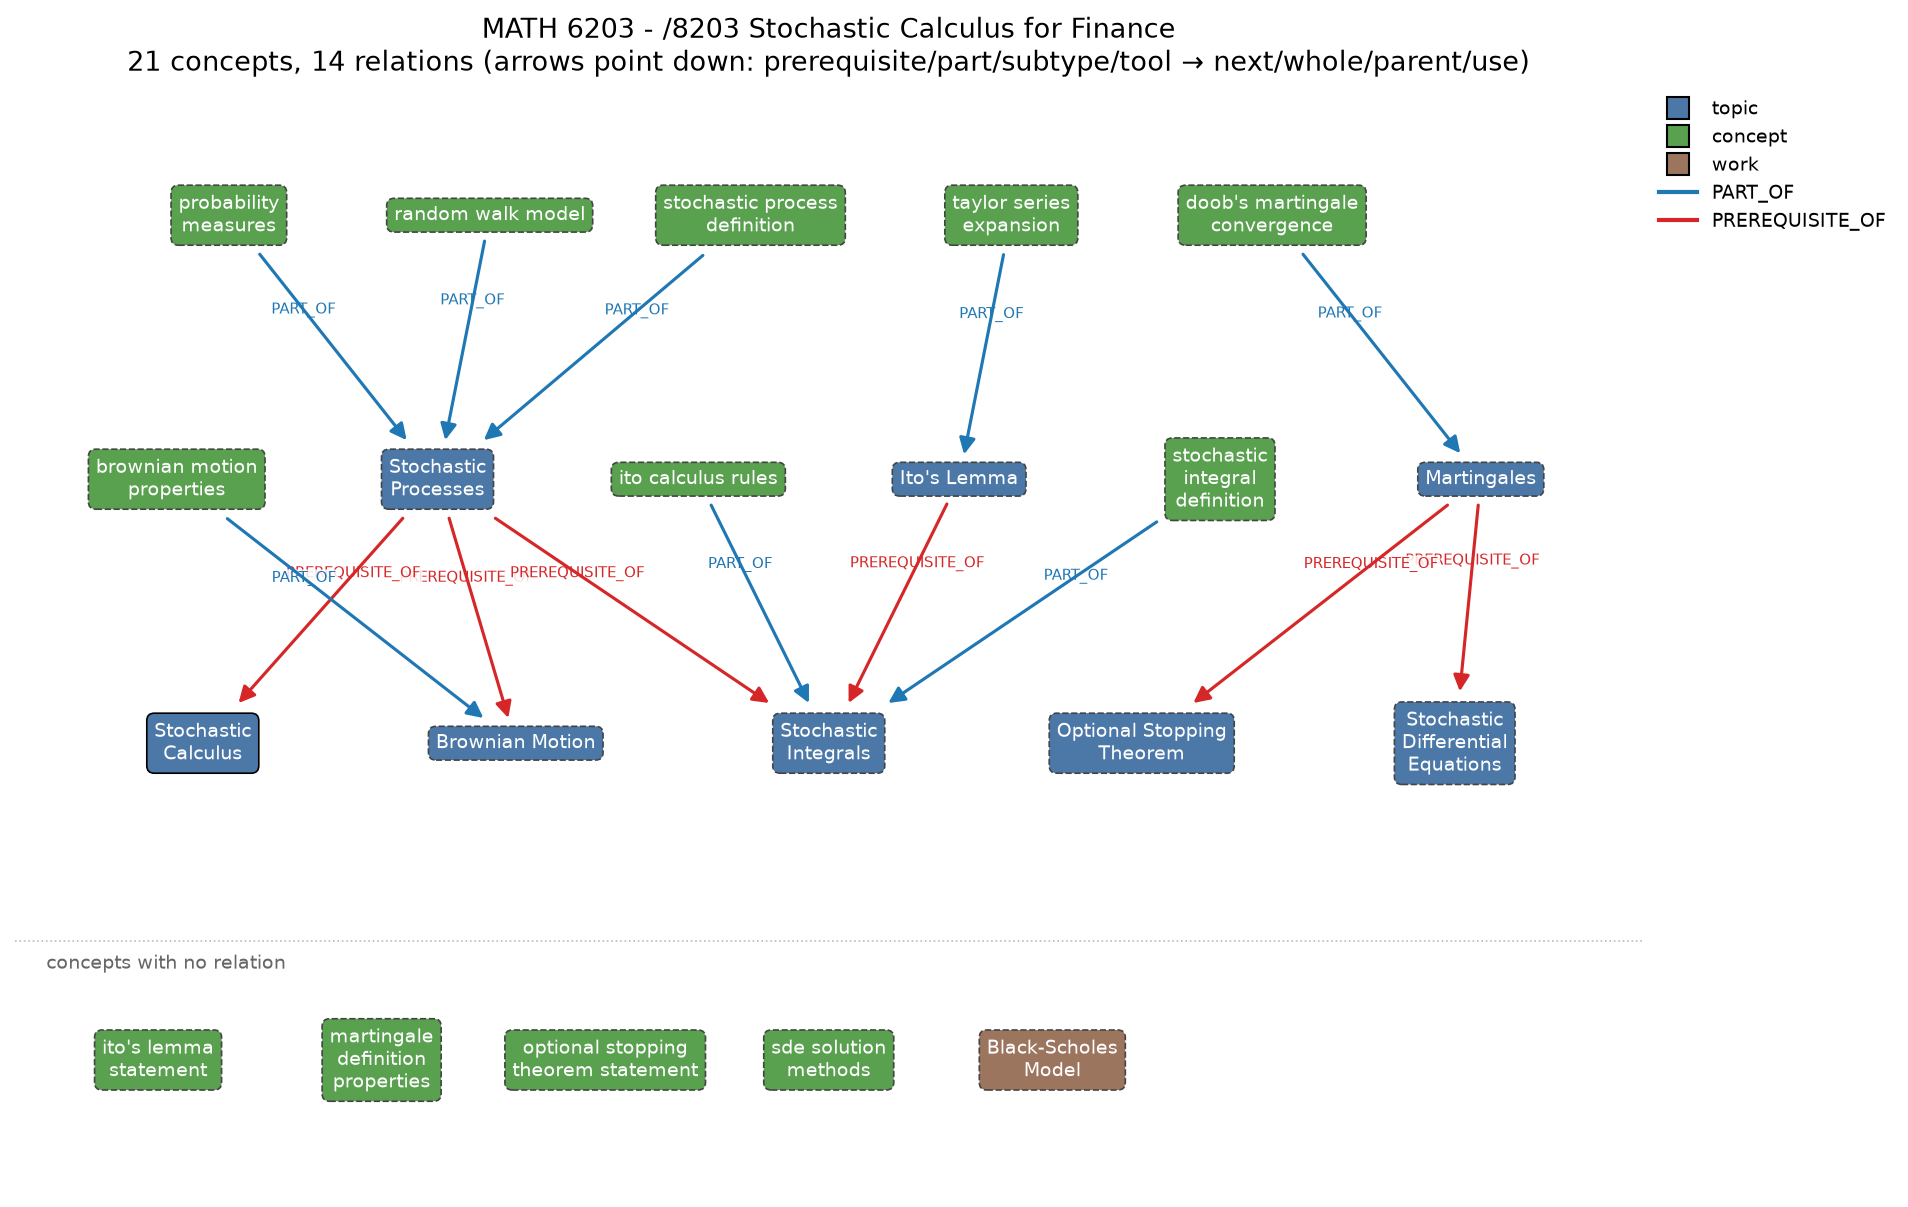 MATH 6203 - /8203 Stochastic Calculus for Finance
21 concepts, 14 relations (arrows point down: prerequisite/part/subtype/tool → next/whole/parent/use)
topic
concept
work
PART_OF
PREREQUISITE_OF
probability
measures
random walk model
stochastic process
definition
taylor series
expansion
doob's martingale
convergence
PART_OF
PART_OF
PART_OF
PART_OF
PART_OF
brownian motion
properties
Stochastic
Processes
ito calculus rules
Ito's Lemma
stochastic
integral
definition
Martingales
PART_OF
PREREQUISITE_OF
PREREQUISITE_OF
PREREQUISITE_OF
PART_OF
PREREQUISITE_OF
PART_OF
PREREQUISITE_OF
PREREQUISITE_OF
Stochastic
Calculus
Brownian Motion
Stochastic
Integrals
Optional Stopping
Theorem
Stochastic
Differential
Equations
concepts with no relation
ito's lemma
statement
martingale
definition
properties
optional stopping
theorem statement
sde solution
methods
Black-Scholes
Model